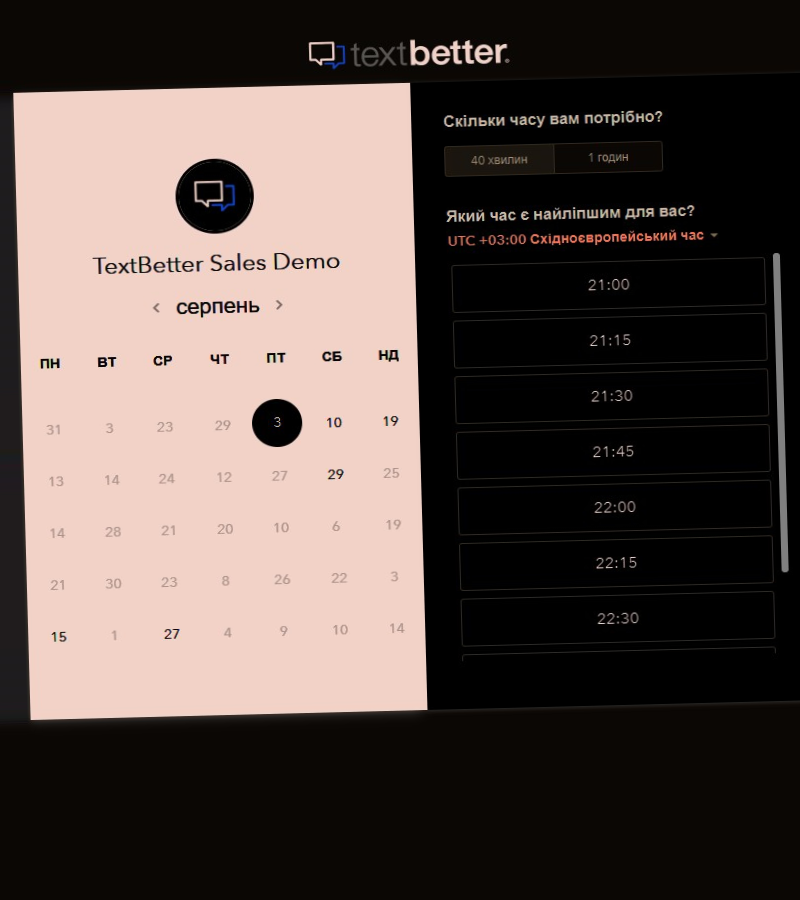 textbetter.
TextBetter Sales Demo
серпень
ПН ВТ СР ЧТ ПТ СБ НД
31 3 23 29 3 10 19
13 14 24 12 27 29 25
14 28 21 20 10 6 19
21 30 23 8 26 22 3
15 1 27 4 9 10 14
Скільки часу вам потрібно?
40 хвилин 1 годин
Який час є найліпшим для вас?
UTC +03:00 Східноєвропейський час
21:00
21:15
21:30
21:45
22:00
22:15
22:30